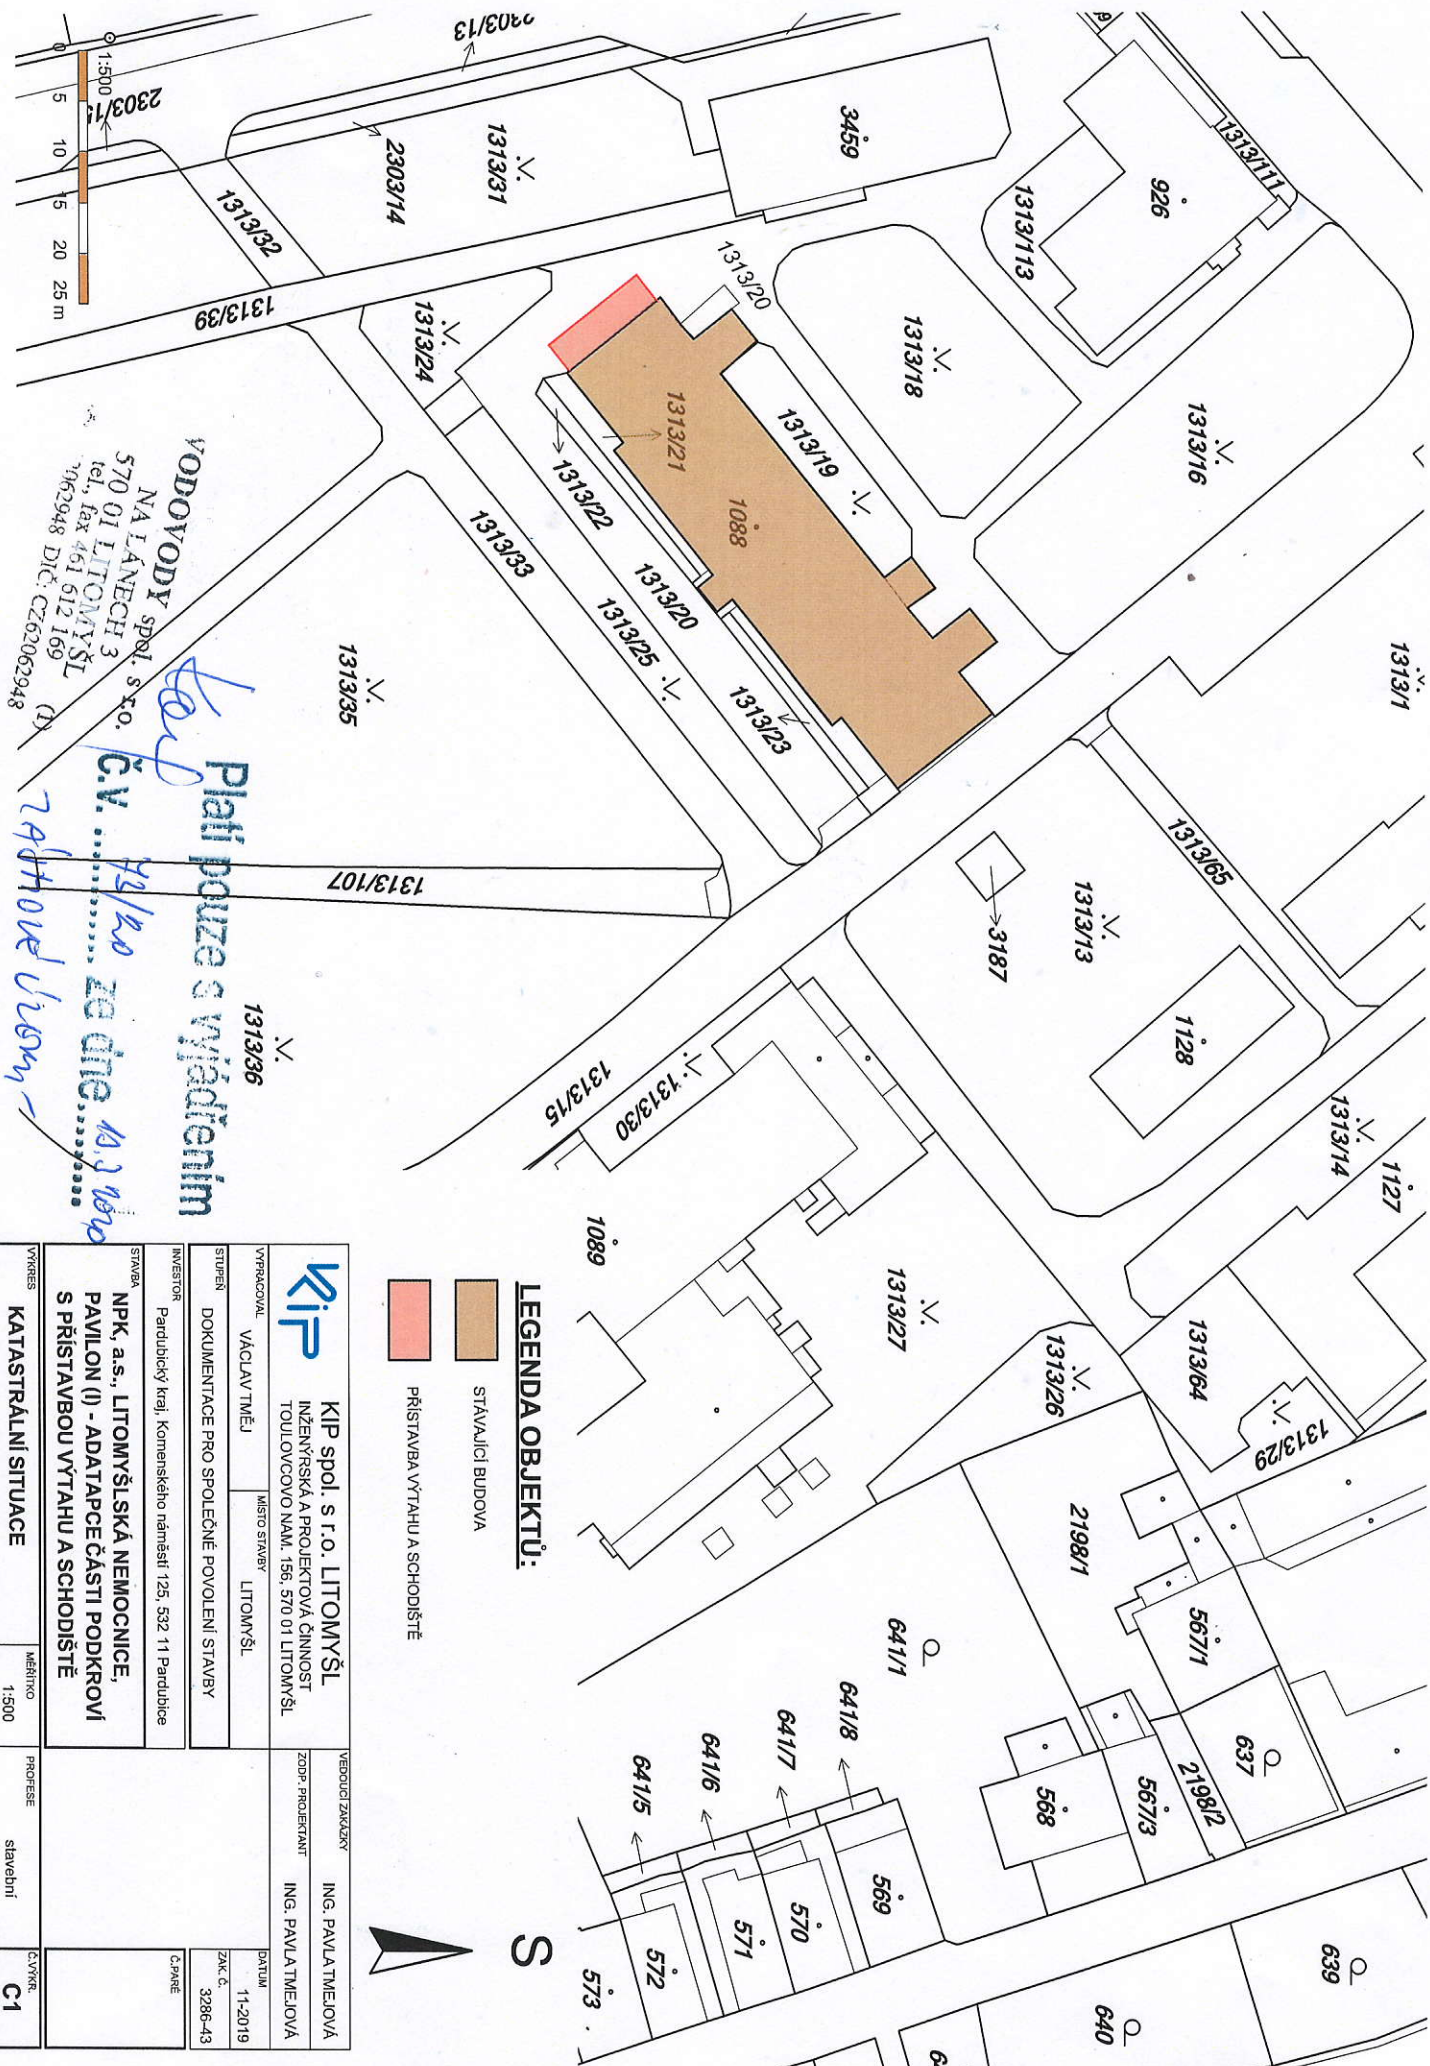 2303/13
2303/15
1:500
0 5 10 15 20 25 m
1313/32
2303/14
1313/31
3459
1313/111
926
1313/113
1313/39
1313/24
1313/20
1313/18
1313/16
1313/1
1313/21
1313/19
1088
1313/22
1313/20
1313/33
1313/25
1313/23
1313/35
1313/65
3187
1313/13
1128
1313/107
1313/36
1313/15
1313/30
1313/14
1127
1089
1313/27
1313/26
1313/64
1313/29
2198/1
567/1
641/1
637
2198/2
567/3
568
641/8
641/7
641/6
641/5
569
570
571
572
573
639
640
VODOVODY spol. s r.o.
NA LÁNECH 3
570 01 LITOMYŠL
tel., fax 461 612 169
DIČ: CZ62062948 (1)
Platí pouze s vyjádřením
Č.V. ............ ze dne............
LEGENDA OBJEKTŮ:
STÁVAJÍCÍ BUDOVA
PŘÍSTAVBA VÝTAHU A SCHODIŠTĚ
S
KIP
KIP spol. s r.o. LITOMYŠL
INŽENÝRSKÁ A PROJEKTOVÁ ČINNOST
TOULOVCOVO NÁM. 156, 570 01 LITOMYŠL
VEDOUCÍ ZAKÁZKY ING. PAVLA TMEJOVÁ
ZODP. PROJEKTANT ING. PAVLA TMEJOVÁ
VYPRACOVAL VÁCLAV TMĚJ
MÍSTO STAVBY LITOMYŠL
DATUM 11-2019
STUPEŇ DOKUMENTACE PRO SPOLEČNÉ POVOLENÍ STAVBY
ZAK. Č. 3286-43
INVESTOR Pardubický kraj, Komenského náměstí 125, 532 11 Pardubice
Č.PARÉ
STAVBA
NPK, a.s., LITOMYŠLSKÁ NEMOCNICE,
PAVILON (I) - ADATAPCE ČÁSTI PODKROVÍ
S PŘÍSTAVBOU VÝTAHU A SCHODIŠTĚ
VÝKRES KATASTRÁLNÍ SITUACE
MĚŘÍTKO 1:500
PROFESE stavební
Č.VÝKR. C1